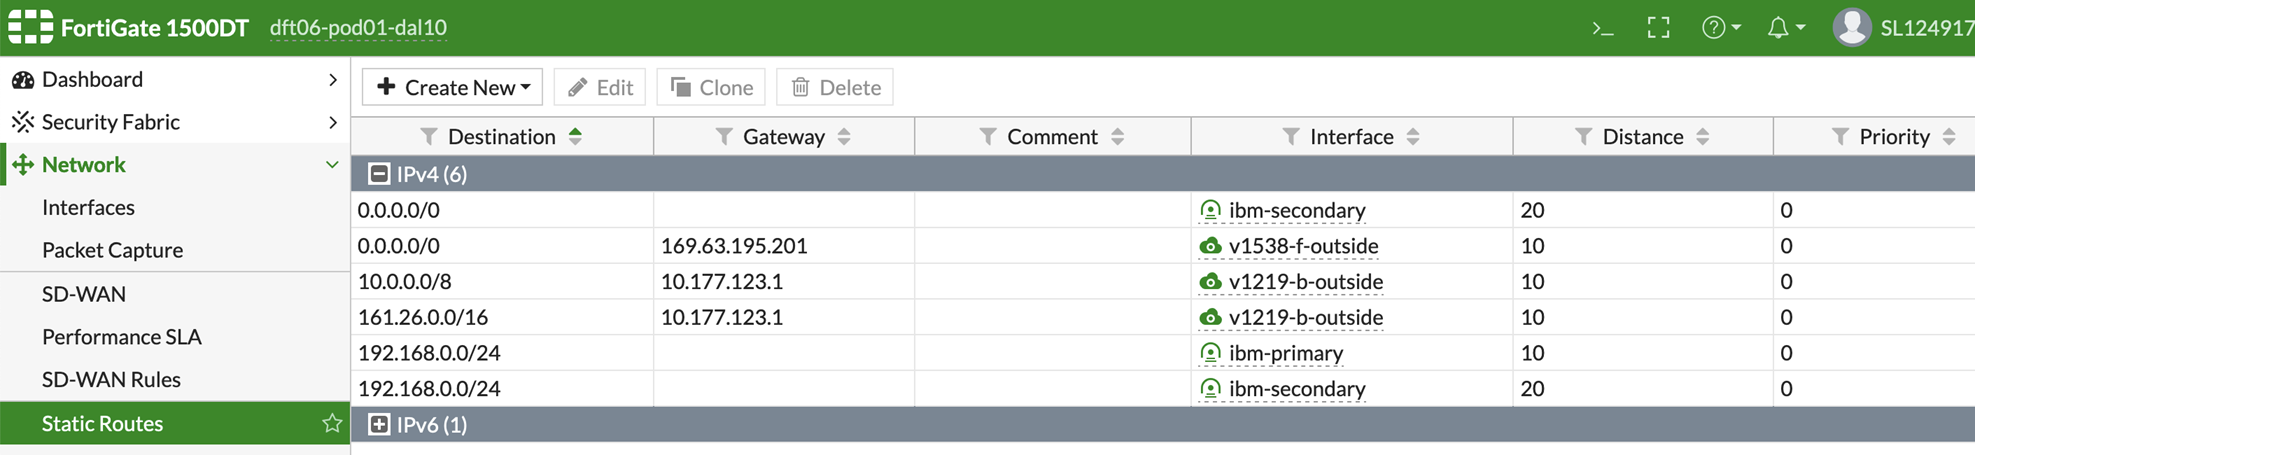 FortiGate 1500DT dft06-pod01-dal10 SL124917
Dashboard
Security Fabric
Network
Interfaces
Packet Capture
SD-WAN
Performance SLA
SD-WAN Rules
Static Routes
Create New Edit Clone Delete
Destination Gateway Comment Interface Distance Priority
IPv4 (6)
0.0.0.0/0 ibm-secondary 20 0
0.0.0.0/0 169.63.195.201 v1538-f-outside 10 0
10.0.0.0/8 10.177.123.1 v1219-b-outside 10 0
161.26.0.0/16 10.177.123.1 v1219-b-outside 10 0
192.168.0.0/24 ibm-primary 10 0
192.168.0.0/24 ibm-secondary 20 0
IPv6 (1)